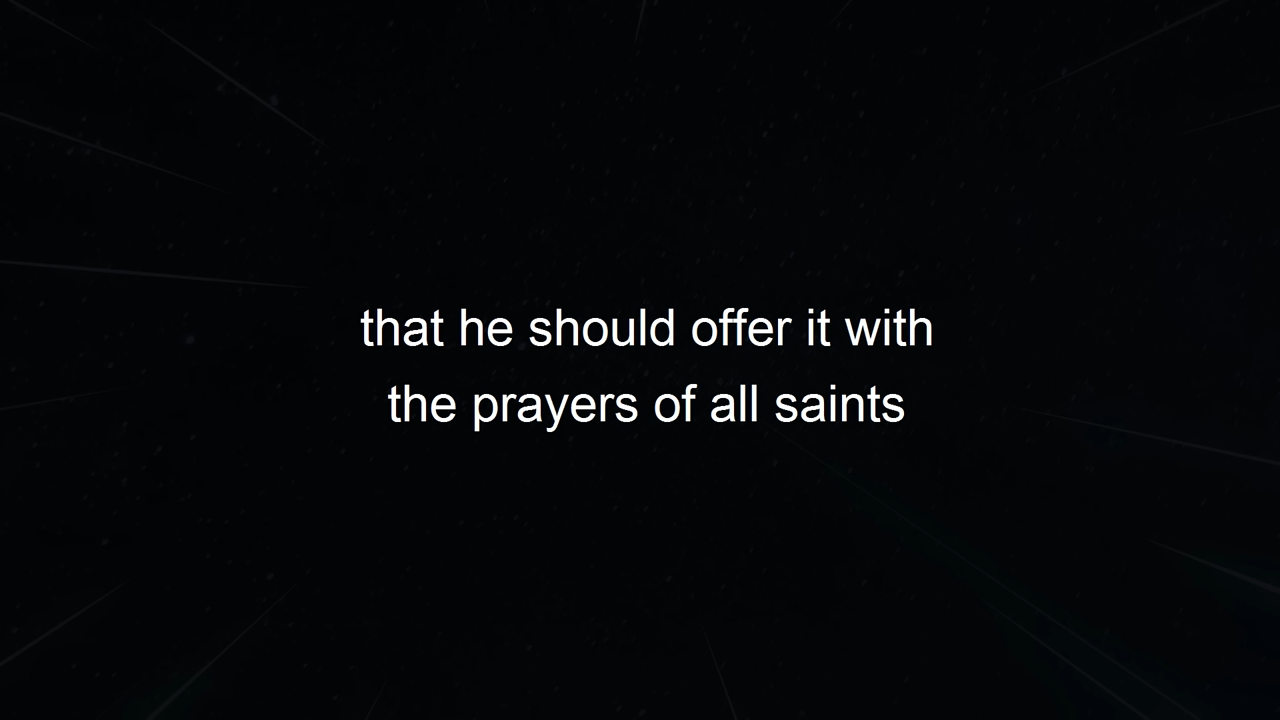 that he should offer it with
the prayers of all saints